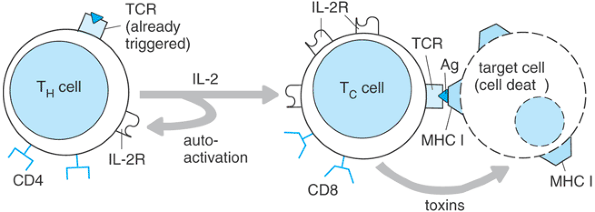 TCR
(already
triggered)
TH cell
IL-2
auto-
activation
IL-2R
CD4
IL-2R
TC cell
TCR
Ag
MHC I
target cell
(cell deat )
MHC I
CD8
toxins